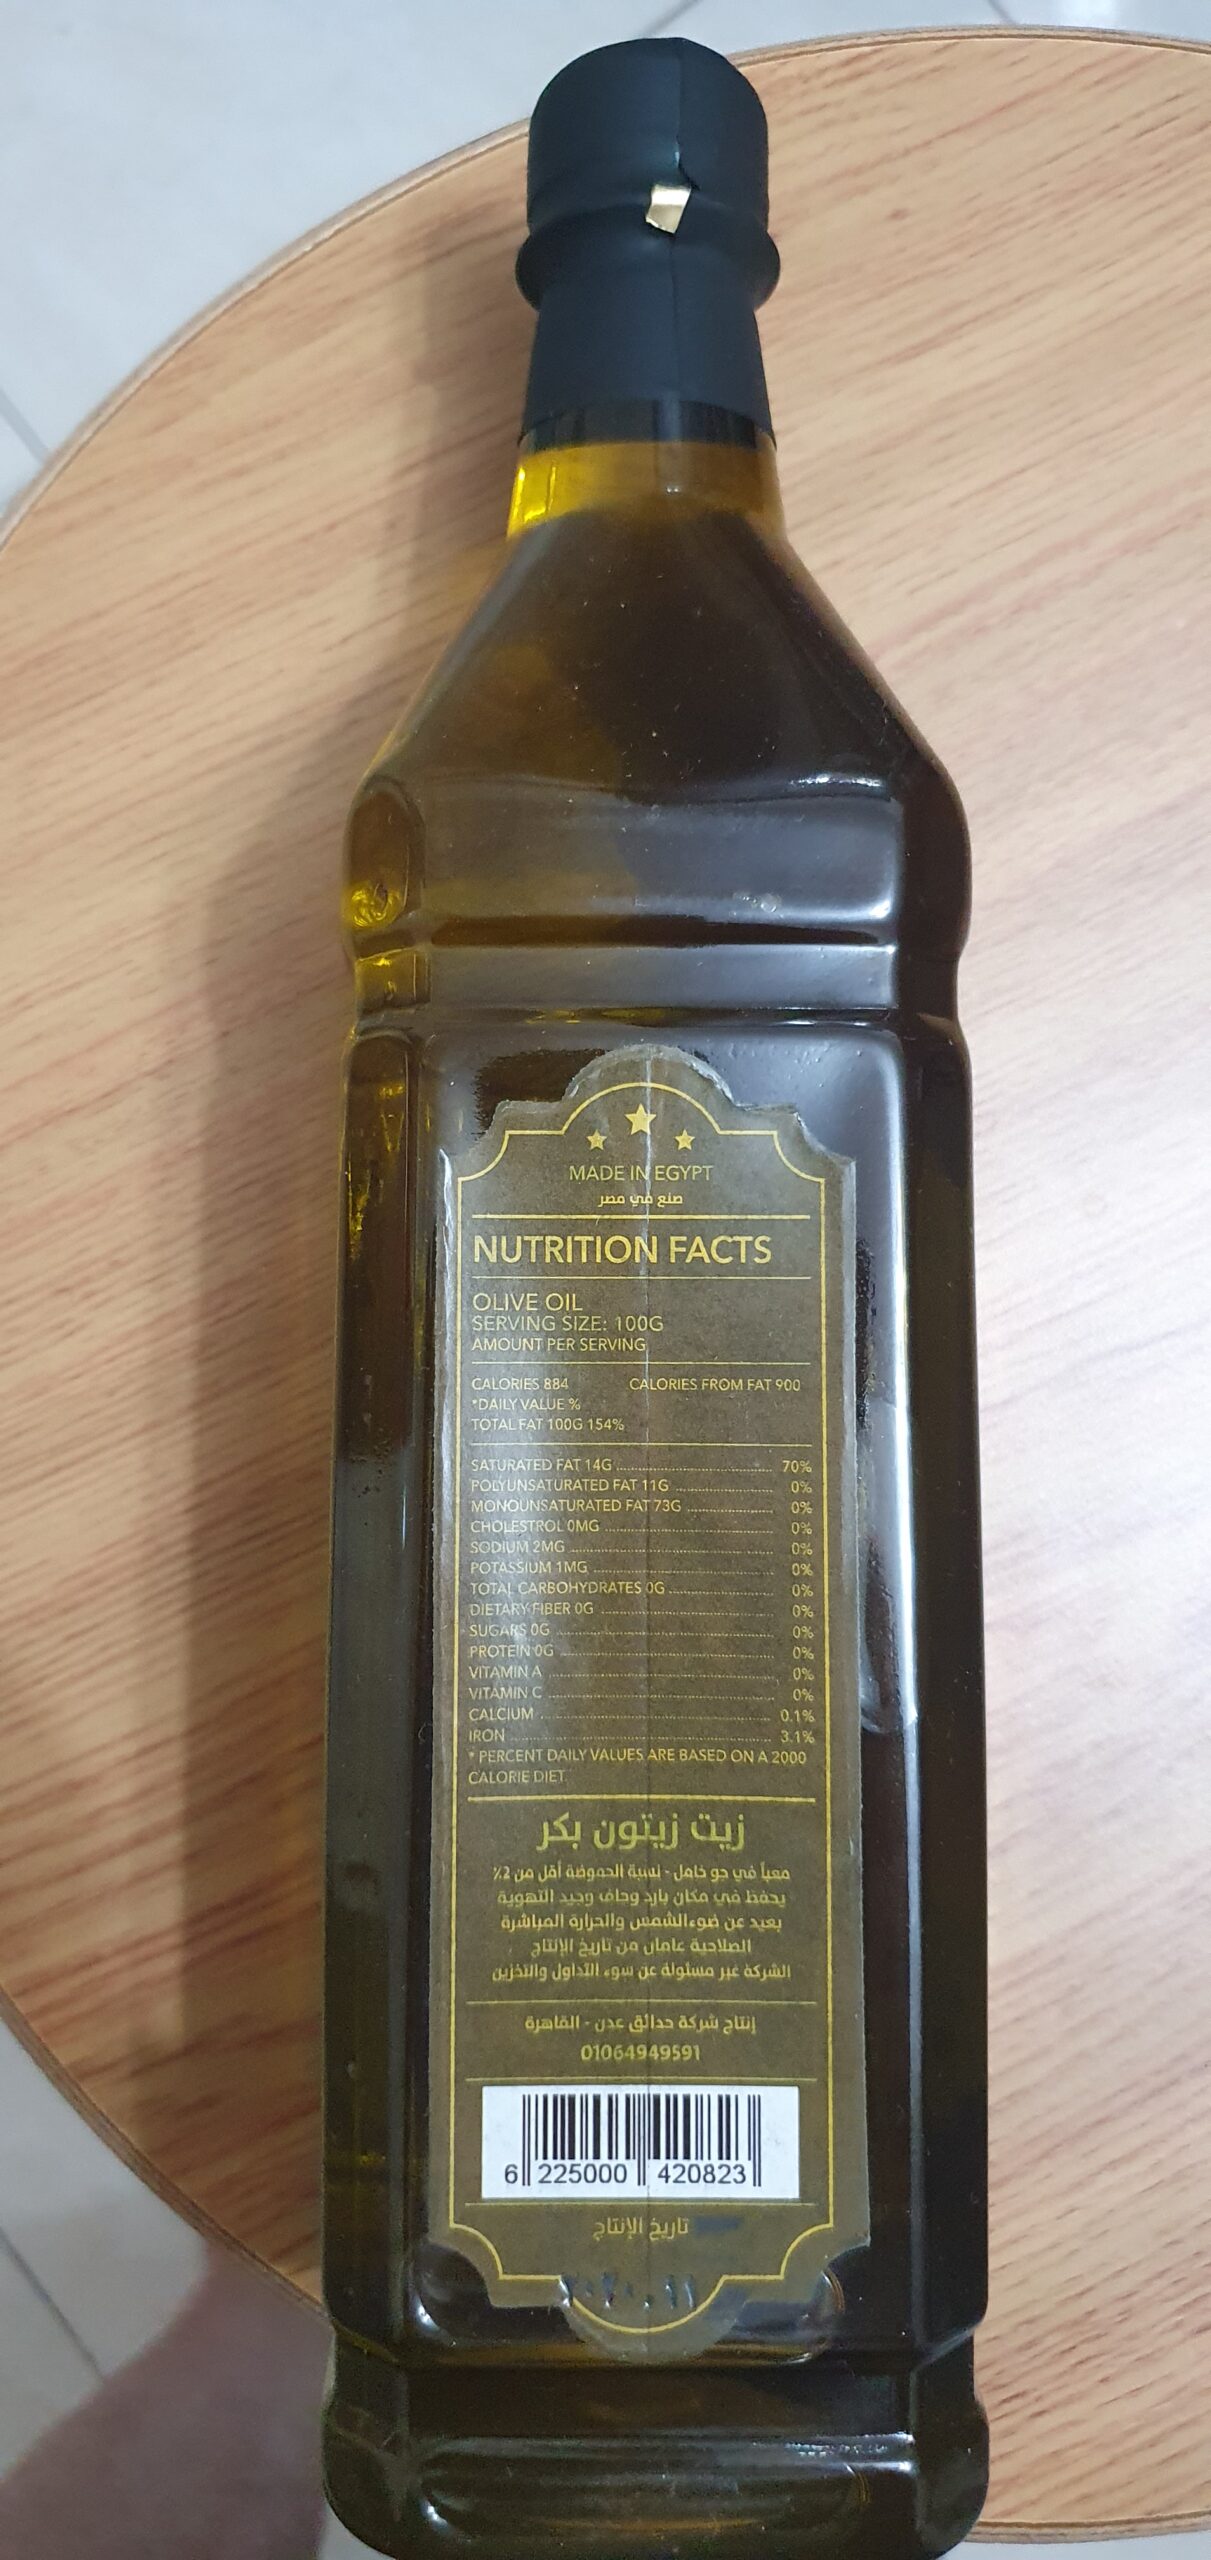 MADE IN EGYPT
صنع في مصر
NUTRITION FACTS
OLIVE OIL
SERVING SIZE: 100G
AMOUNT PER SERVING
CALORIES 884 CALORIES FROM FAT 900
*DAILY VALUE %
TOTAL FAT 100G 154%
SATURATED FAT 14G 70%
POLYUNSATURATED FAT 11G 0%
MONOUNSATURATED FAT 73G 0%
CHOLESTROL 0MG 0%
SODIUM 2MG 0%
POTASSIUM 1MG 0%
TOTAL CARBOHYDRATES 0G 0%
DIETARY FIBER 0G 0%
SUGARS 0G 0%
PROTEIN 0G 0%
VITAMIN A 0%
VITAMIN C 0%
CALCIUM 0.1%
IRON 3.1%
* PERCENT DAILY VALUES ARE BASED ON A 2000
CALORIE DIET
زيت زيتون بكر
معبأ في جو خامل - نسبة الحموضة أقل من 2٪
يحفظ في مكان بارد وجاف وجيد التهوية
بعيد عن ضوء الشمس والحرارة المباشرة
الصلاحية عامان من تاريخ الإنتاج
الشركة غير مسئولة عن سوء التداول والتخزين
إنتاج شركة حدائق عدن - القاهرة
01064949591
6 225000 420823
تاريخ الإنتاج